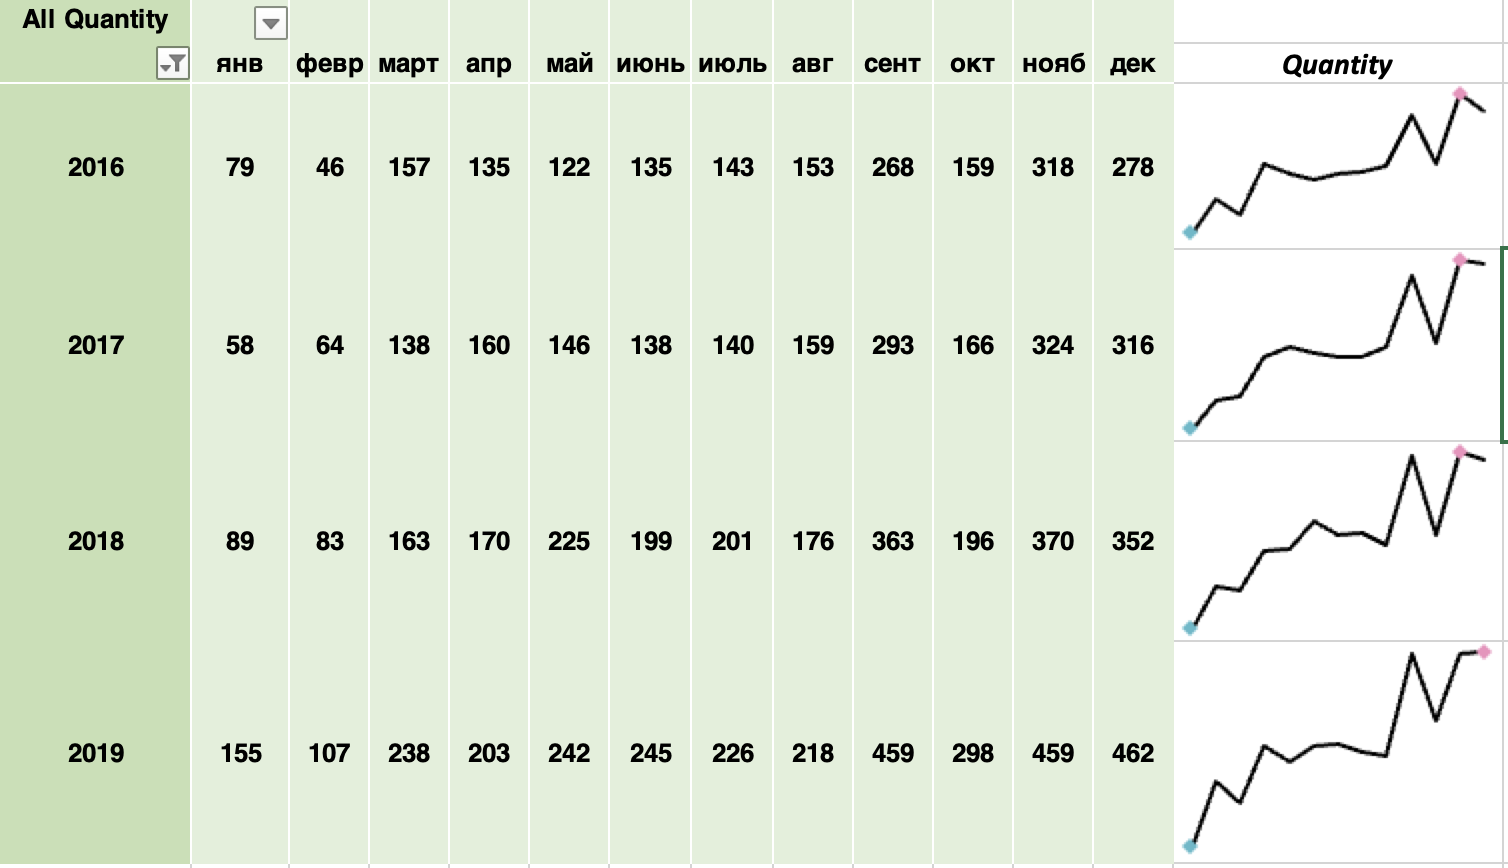 All Quantity
янв февр март апр май июнь июль авг сент окт нояб дек Quantity
2016 79 46 157 135 122 135 143 153 268 159 318 278
2017 58 64 138 160 146 138 140 159 293 166 324 316
2018 89 83 163 170 225 199 201 176 363 196 370 352
2019 155 107 238 203 242 245 226 218 459 298 459 462